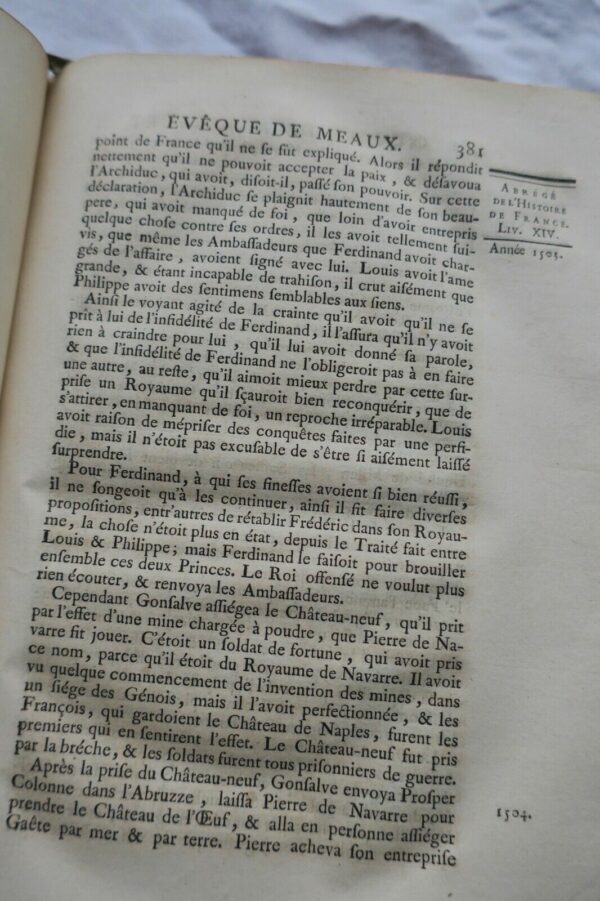 EVÊQUE DE MEAUX. 381
point de France qu'il ne se fût expliqué. Alors il répondit
nettement qu'il ne pouvoit accepter la paix, & désavoua
l'Archiduc, qui avoit, disoit-il, passé son pouvoir. Sur cette
déclaration, l'Archiduc se plaignit hautement de son beau-
pere, qui avoit manqué de foi, que loin d'avoir entrepris
quelque chose contre ses ordres, il les avoit tellement sui-
vis, que même les Ambassadeurs que Ferdinand avoit char-
gés de l'affaire, avoient signé avec lui. Louis avoit l'ame
grande, & étant incapable de trahison, il crut aisément que
Philippe avoit des sentimens semblables aux siens.
Ainsi le voyant agité de la crainte qu'il avoit qu'il ne se
prit à lui de l'infidélité de Ferdinand, il l'assura qu'il n'y avoit
rien à craindre pour lui, qu'il lui avoit donné sa parole,
& que l'infidélité de Ferdinand ne l'obligeroit pas à en faire
une autre, au reste, qu'il aimoit mieux perdre par cette sur-
prise un Royaume qu'il sçauroit bien reconquérir, que de
s'attirer, en manquant de foi, un reproche irréparable. Louis
avoit raison de mépriser des conquêtes faites par une perfi-
die, mais il n'étoit pas excusable de s'être si aisément laissé
surprendre.
Pour Ferdinand, à qui ses finesses avoient si bien réussi,
il ne songeoit qu'à les continuer, ainsi il fit faire diverses
propositions, entr'autres de rétablir Frédéric dans son Royau-
me, la chose n'étoit plus en état, depuis le Traité fait entre
Louis & Philippe; mais Ferdinand le faisoit pour brouiller
ensemble ces deux Princes. Le Roi offensé ne voulut plus
rien écouter, & renvoya les Ambassadeurs.
Cependant Gonsalve assiégea le Château-neuf, qu'il prit
par l'effet d'une mine chargée à poudre, que Pierre de Na-
varre fit jouer. C'étoit un soldat de fortune, qui avoit pris
ce nom, parce qu'il étoit du Royaume de Navarre. Il avoit
vu quelque commencement de l'invention des mines, dans
un siége des Génois, mais il l'avoit perfectionnée, & les
François, qui gardoient le Château de Naples, furent les
premiers qui en sentirent l'effet. Le Château-neuf fut pris
par la bréche, & les soldats furent tous prisonniers de guerre.
Après la prise du Château-neuf, Gonsalve envoya Prosper
Colonne dans l'Abruzze, laissa Pierre de Navarre pour
prendre le Château de l'Œuf, & alla en personne assiéger
Gaête par mer & par terre. Pierre acheva son entreprise
ABREGÉ
DE L'HISTOIRE
DE FRANCE.
LIV. XIV.
Année 1503.
1504.